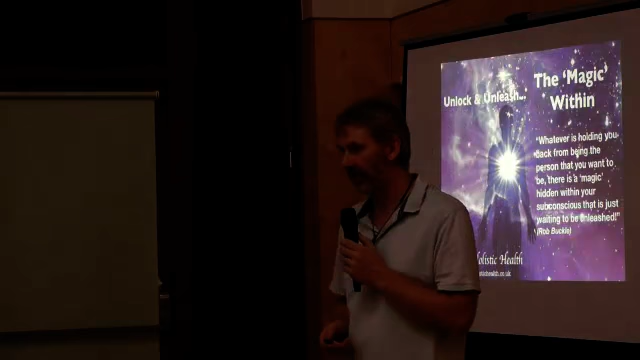 Unlock & Unleash...
The 'Magic'
Within
"Whatever is holding you
back from being the
person that you want to
be, there is a 'magic'
hidden within your
subconscious that is just
waiting to be unleashed!"
(Rob Buckle)
Holistic Health